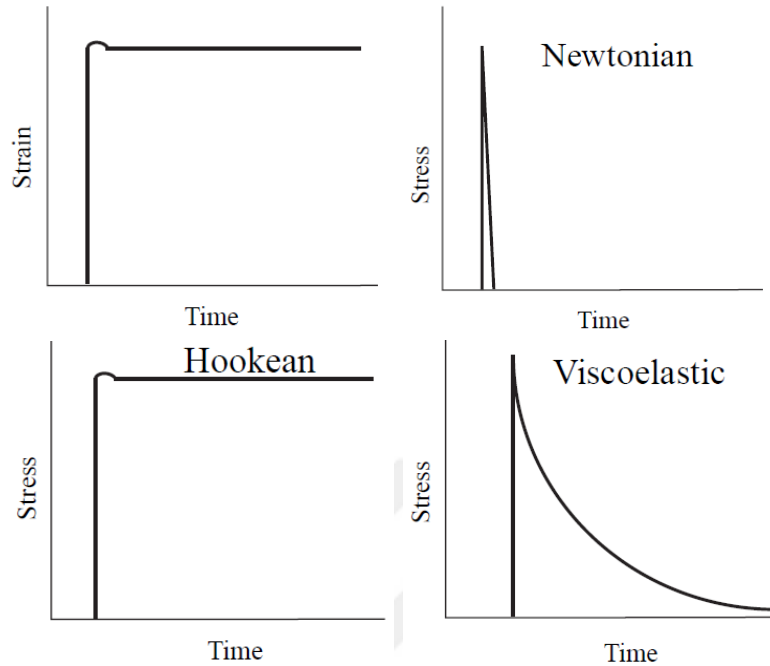 Strain
Time
Newtonian
Stress
Time
Hookean
Stress
Time
Viscoelastic
Stress
Time